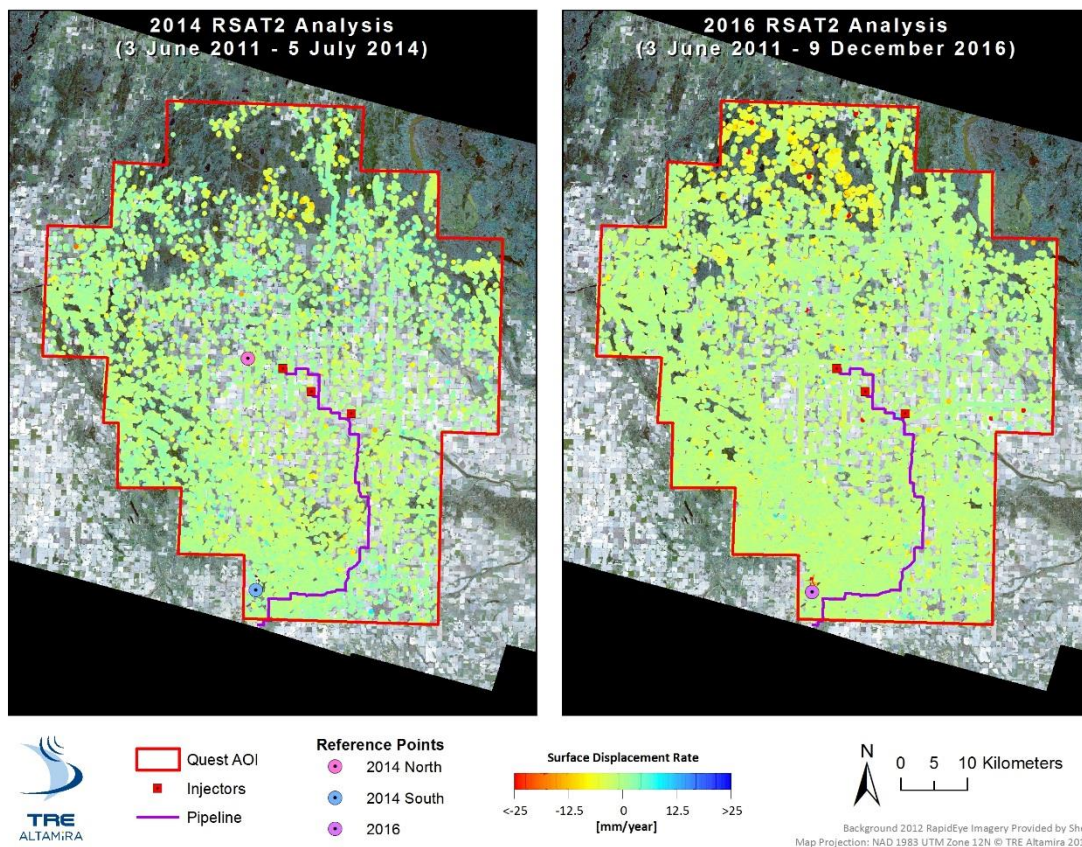 2014 RSAT2 Analysis
(3 June 2011 - 5 July 2014)
2016 RSAT2 Analysis
(3 June 2011 - 9 December 2016)
TRE
ALTAMIRA
Quest AOI
Injectors
Pipeline
Reference Points
2014 North
2014 South
2016
Surface Displacement Rate
<-25 -12.5 0 12.5 >25
[mm/year]
N
0 5 10 Kilometers
Background 2012 RapidEye Imagery Provided by
Map Projection: NAD 1983 UTM Zone 12N © TRE Altamira